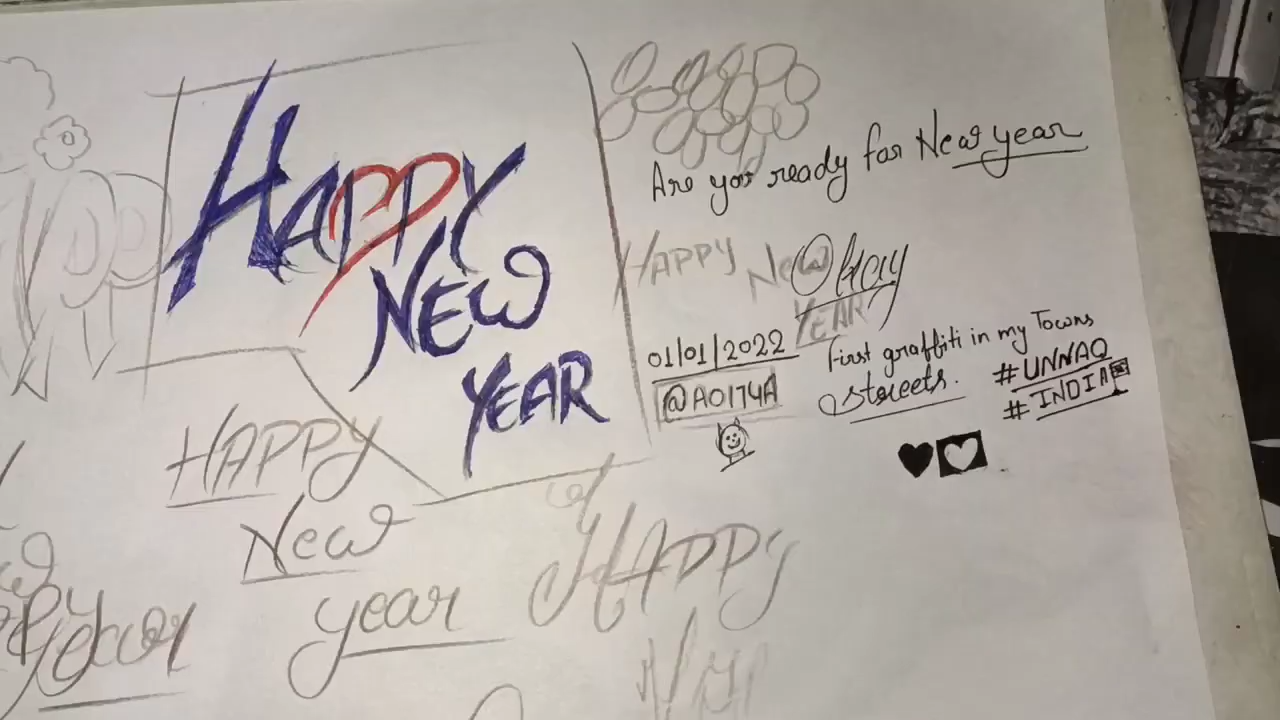 HAPPY
NEW
YEAR
Are you ready for New year
HAPPY New
YEAR
Okay
01/01/2022
@A0174A
First graffiti in my Towns
streets.
#UNNAO
#INDIA
HAPPY
New
year
HAPPY
year